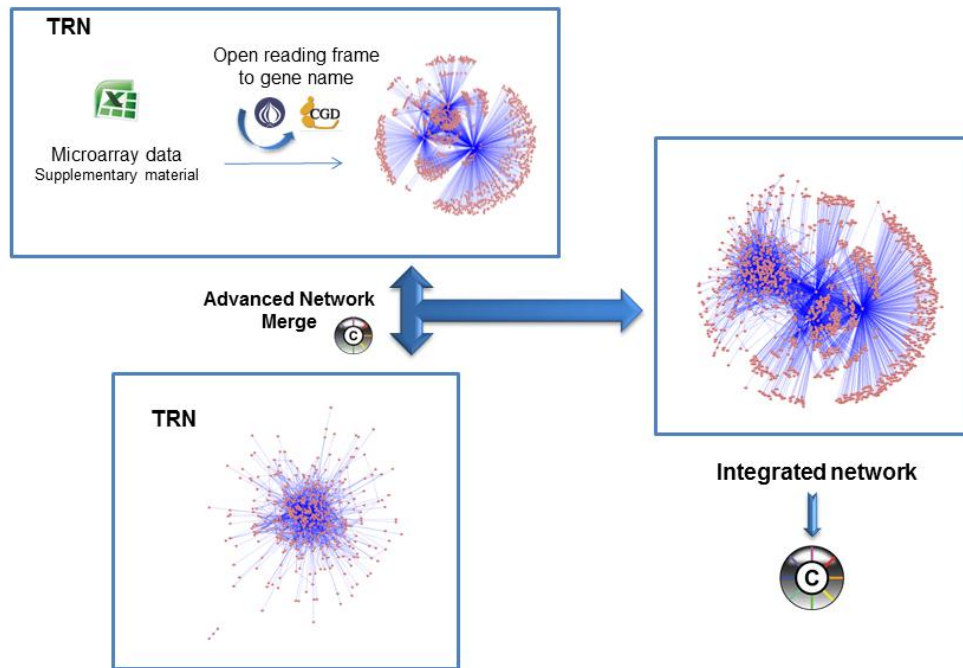 TRN
Open reading frame
to gene name
CGD
Microarray data
Supplementary material
Advanced Network
Merge
C
TRN
Integrated network
C